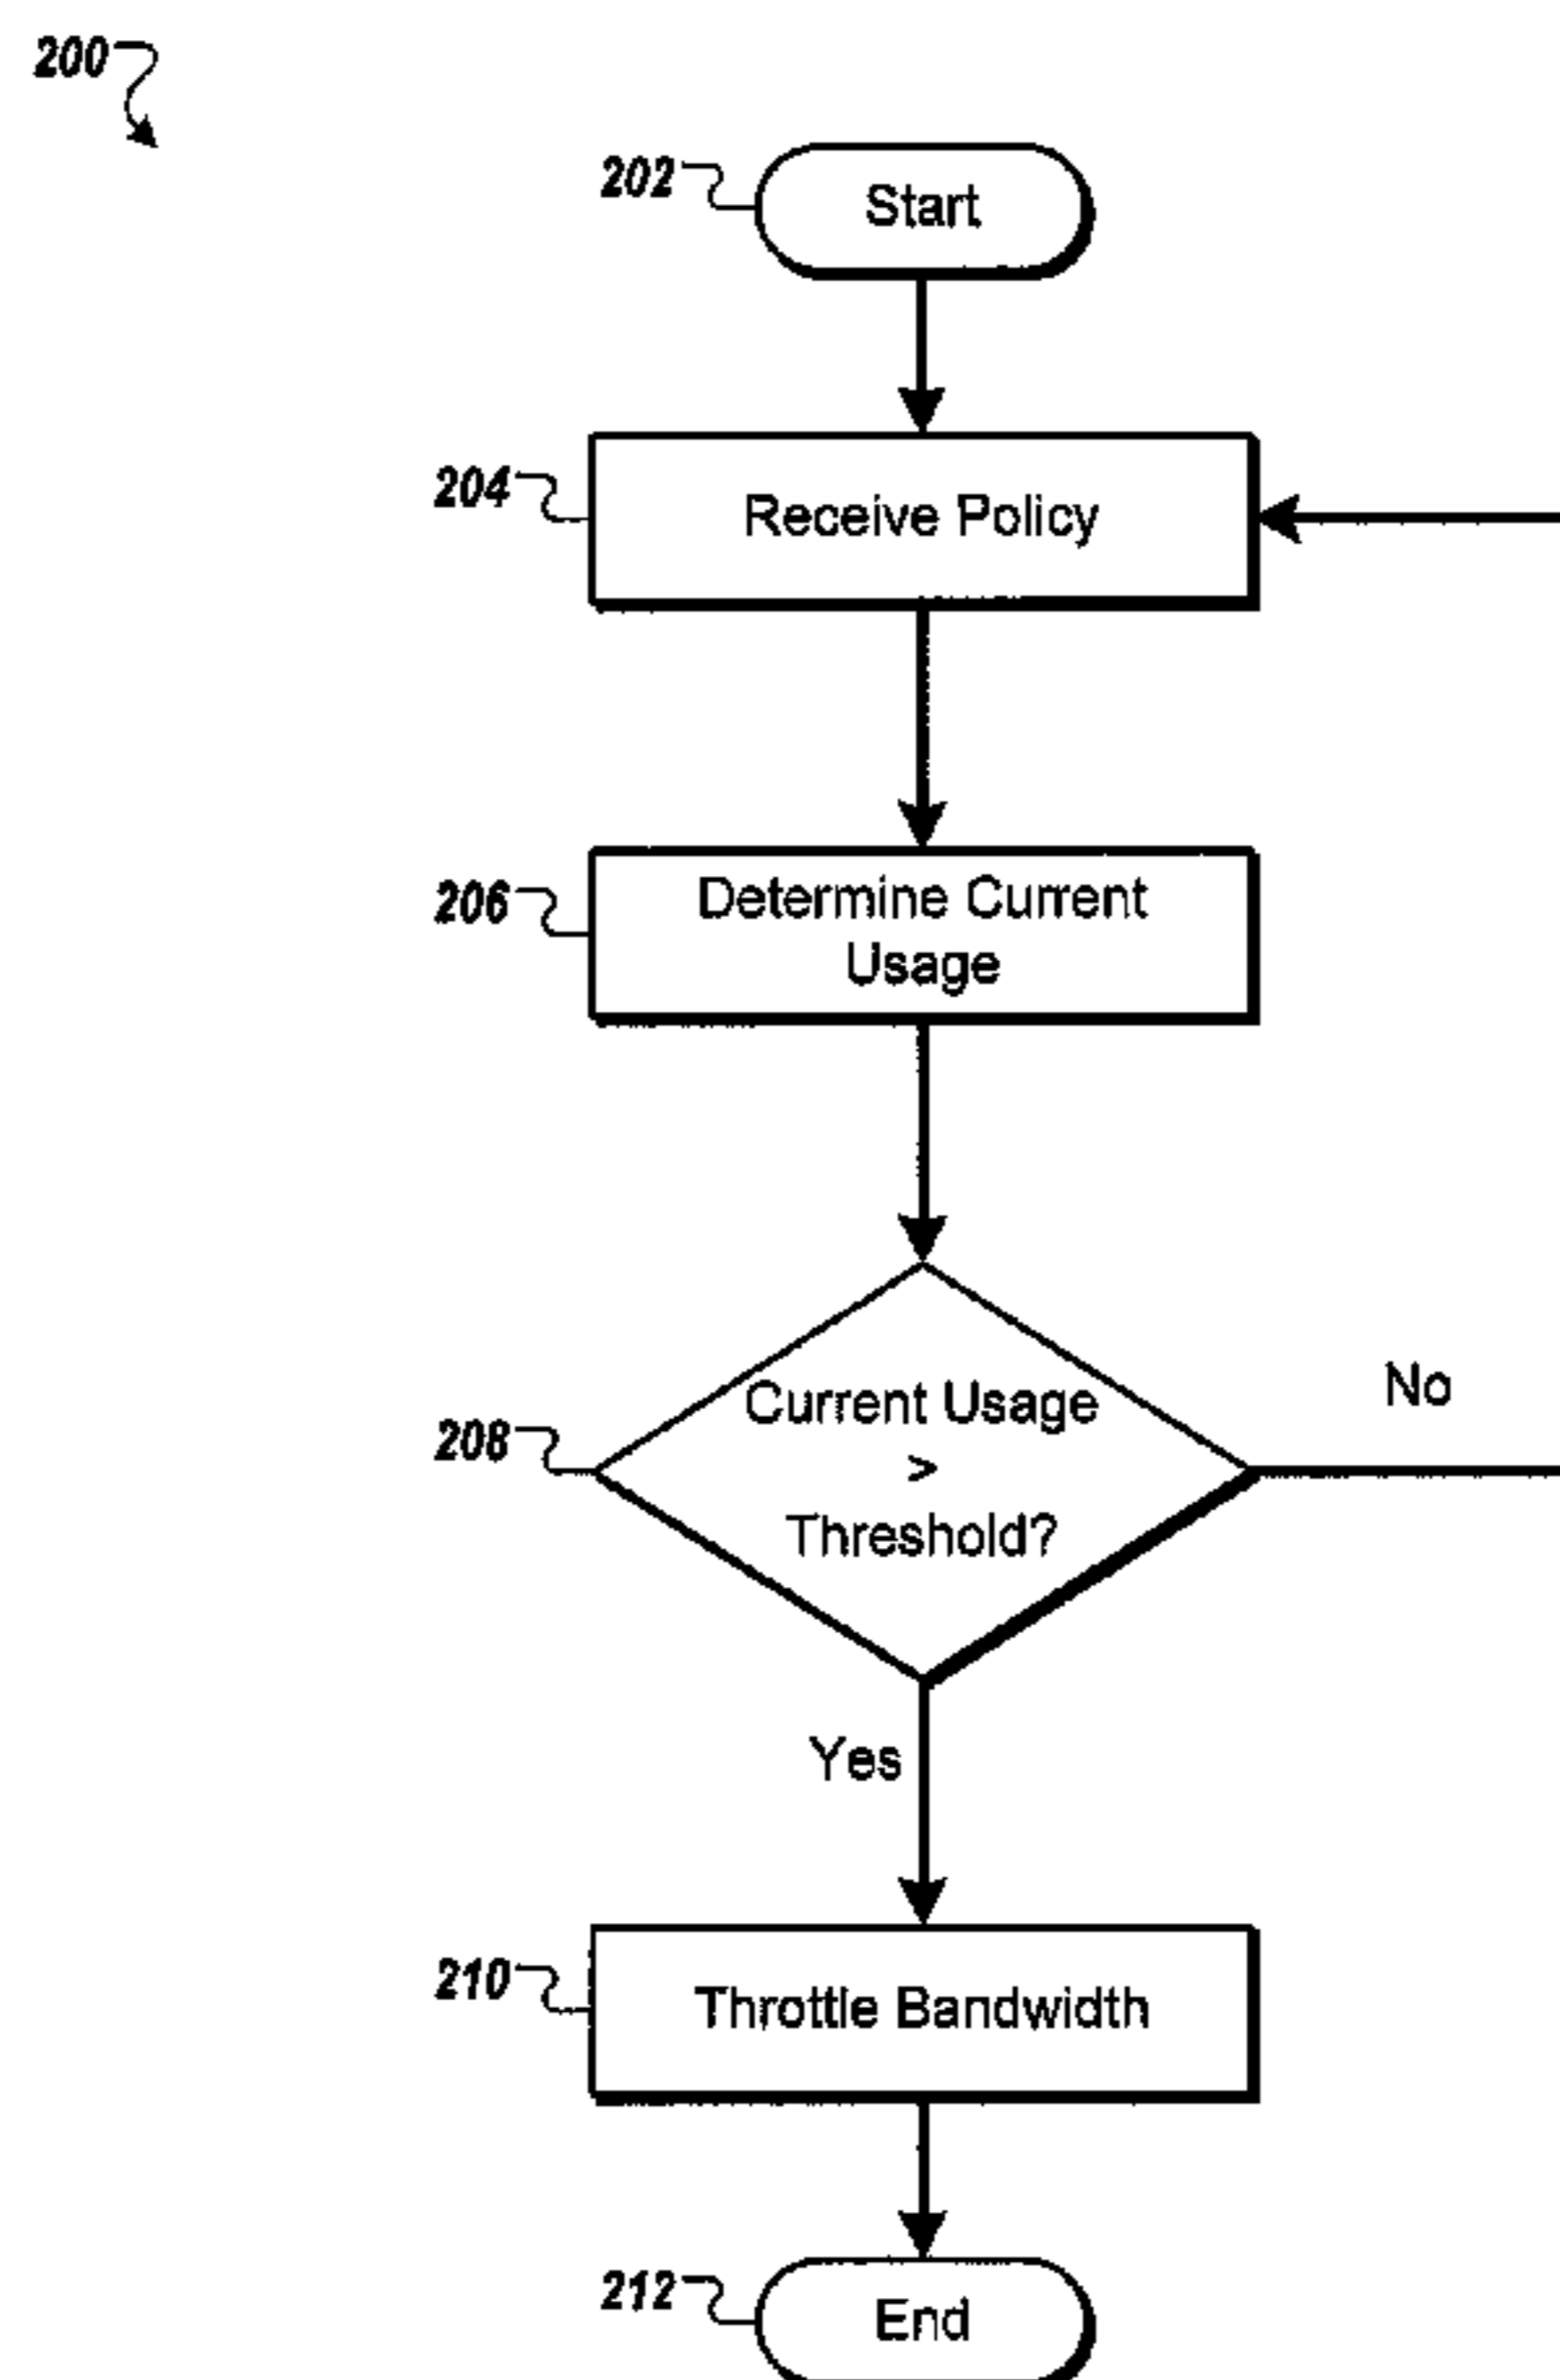 200
202
Start
204
Receive Policy
206
Determine Current
Usage
208
Current Usage
>
Threshold?
No
Yes
210
Throttle Bandwidth
212
End